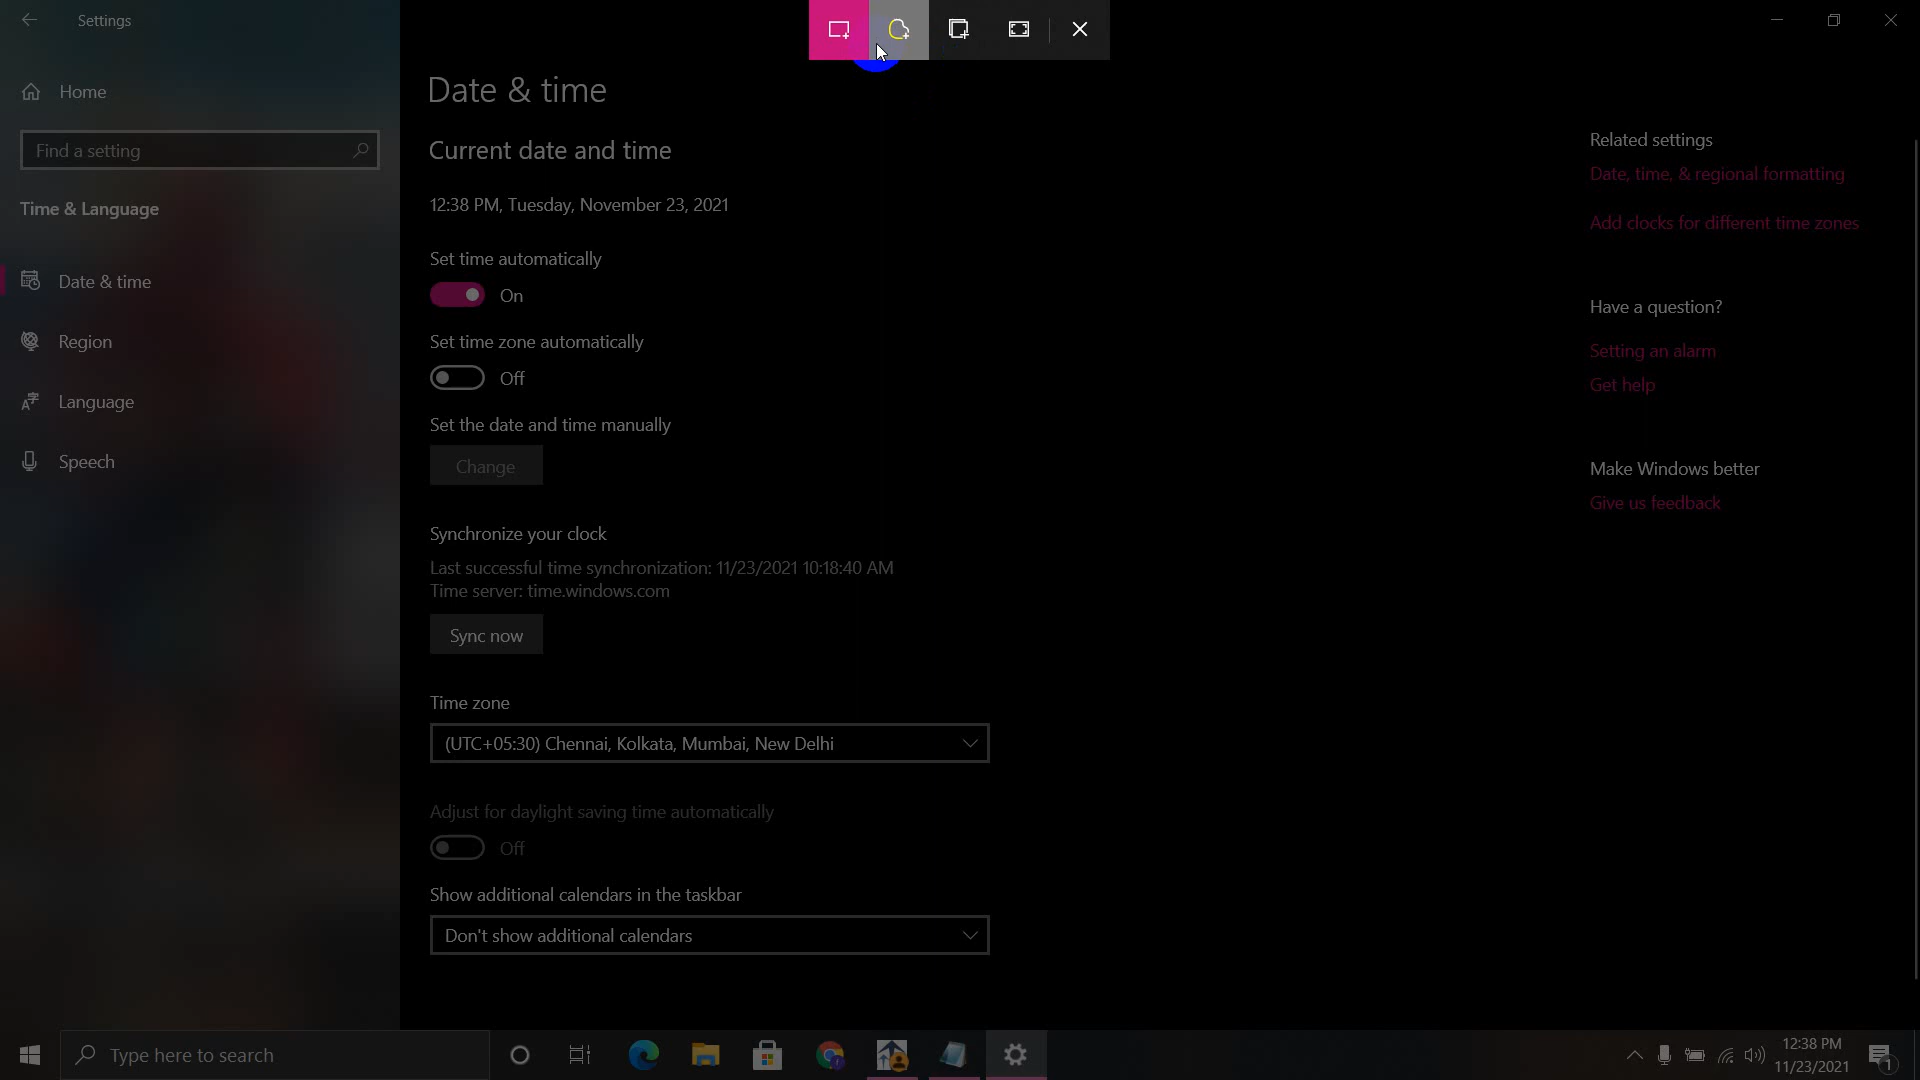 Settings
Home
Find a setting
Time & Language
Date & time
Region
Language
Speech
Date & time
Current date and time
12:38 PM, Tuesday, November 23, 2021
Set time automatically
On
Set time zone automatically
Off
Set the date and time manually
Change
Synchronize your clock
Last successful time synchronization: 11/23/2021 10:18:40 AM
Time server: time.windows.com
Sync now
Time zone
(UTC+05:30) Chennai, Kolkata, Mumbai, New Delhi
Adjust for daylight saving time automatically
Off
Show additional calendars in the taskbar
Don't show additional calendars
Related settings
Date, time, & regional formatting
Add clocks for different time zones
Have a question?
Setting an alarm
Get help
Make Windows better
Give us feedback
Type here to search
12:38 PM
11/23/2021
1